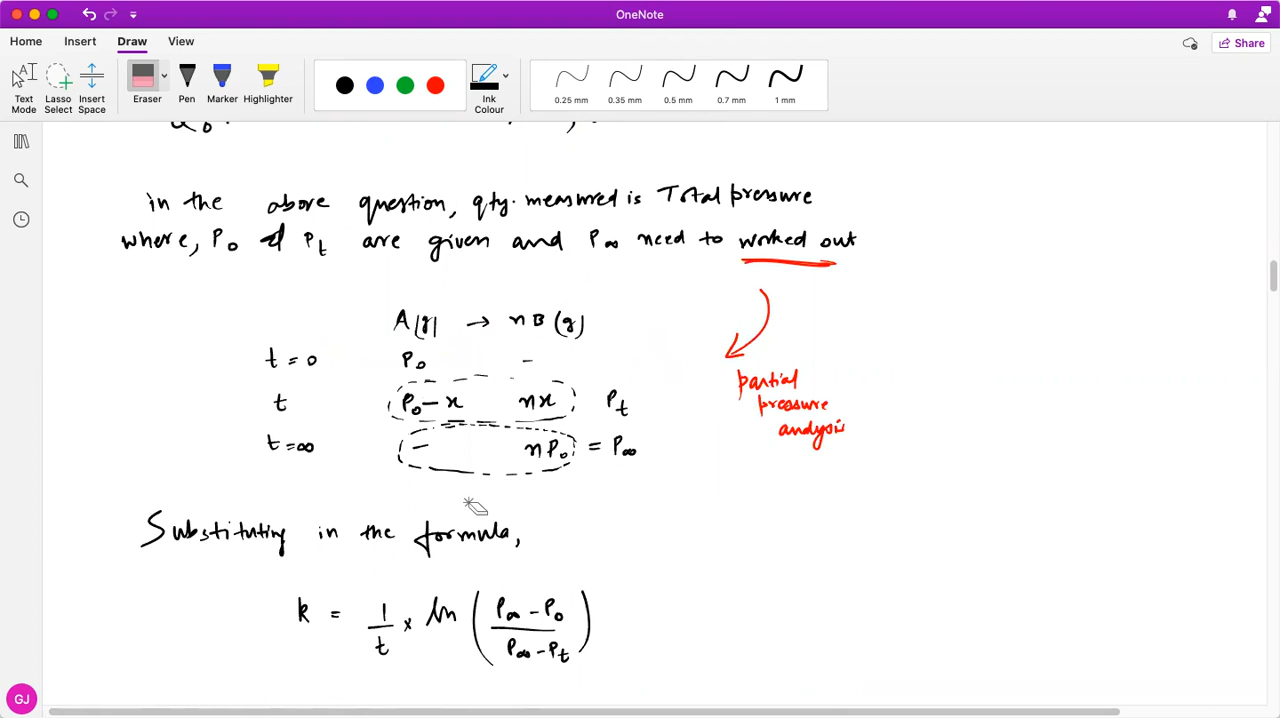 OneNote
Home Insert Draw View
Share
Text Mode
Lasso Select
Insert Space
Eraser
Pen
Marker
Highlighter
Ink Colour
0.25 mm
0.35 mm
0.5 mm
0.7 mm
1 mm
in the above question, qty. measured is Total pressure
where, P₀ & Pt are given and P∞ need to worked out
A(g) → nB(g)
t = 0 P₀ -
t P₀ - x nx Pt
t = ∞ - nP₀ = P∞
partial
pressure
analysis
Substituting in the formula,
k = 1/t × ln (P∞ - P₀ / P∞ - Pt)
GJ